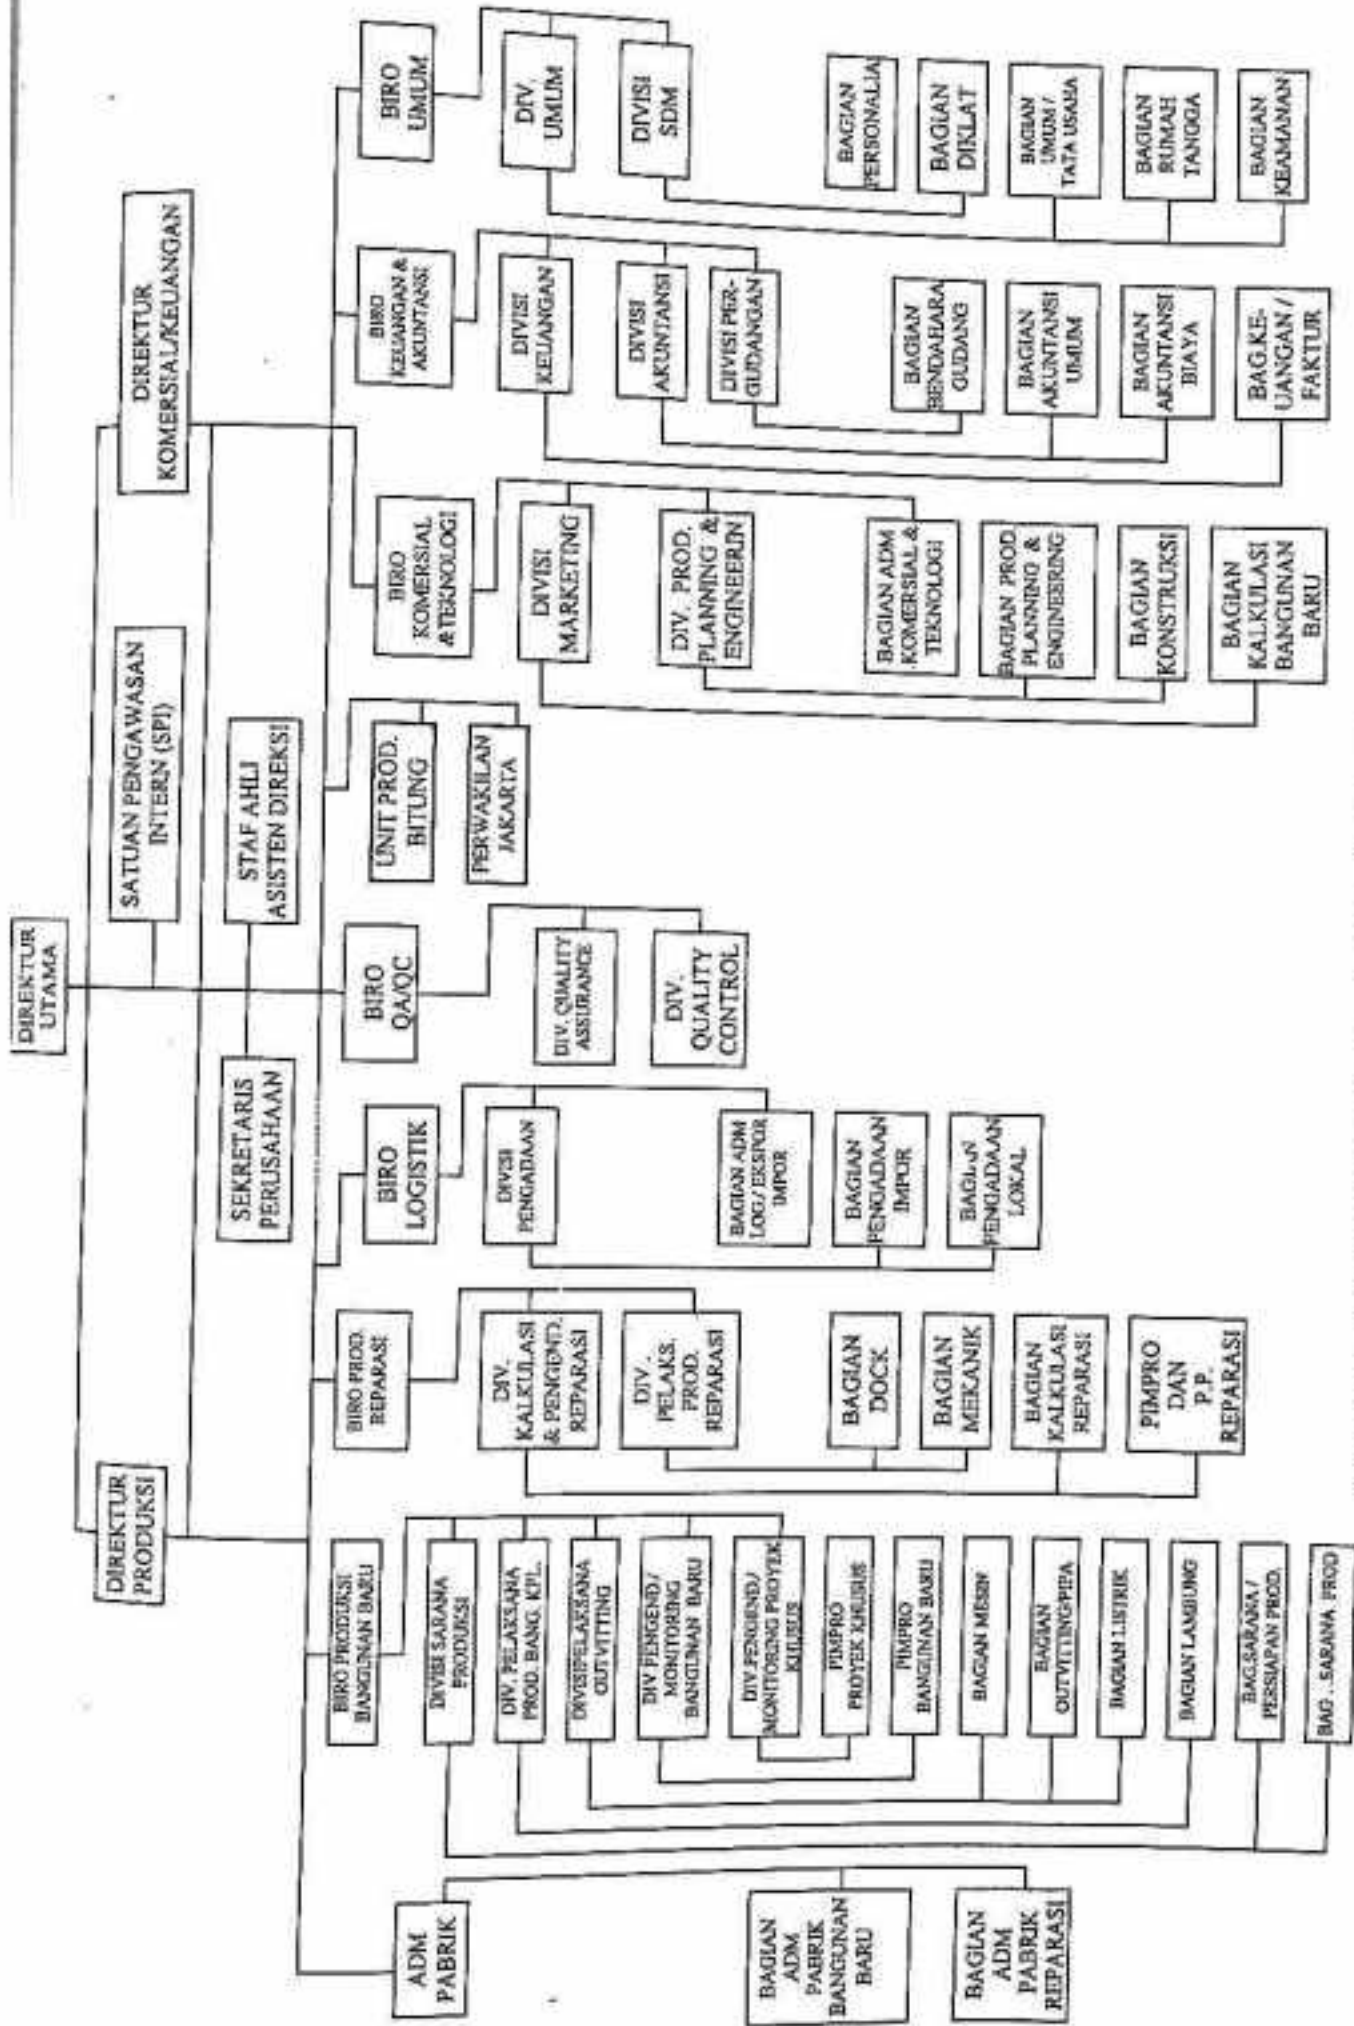 DIREKTUR
UTAMA
DIREKTUR
PRODUKSI
SATUAN PENGAWASAN
INTERN (SPI)
DIREKTUR
KOMERSIAL/KEUANGAN
SEKRETARIS
PERUSAHAAN
STAF AHLI
ASISTEN DIREKSI
ADM
PABRIK
BAGIAN
ADM
PABRIK
BANGUNAN
BARU
BAGIAN
ADM
PABRIK
REPARASI
BIRO PRODUKSI
BANGUNAN BARU
DIVISI SARANA
PRODUKSI
DIV. PELAKSANA
PROD. BANG. KPL.
DIVISIPELAKSANA
OUTVITTING
DIV PENGEND/
MONITORING
BANGUNAN BARU
DIV.PENGEND/
MONITORING PROYEK
KHUSUS
PIMPRO
PROYEK KHUSUS
PIMPRO
BANGUNAN BARU
BAGIAN MESIN
BAGIAN
OUTVITTING/PIPA
BAGIAN LISTRIK
BAGIAN LAMBUNG
BAG.SARANA /
PERSIAPAN PROD.
BAG . SARANA PROD
BIRO PROD.
REPARASI
DIV.
KALKULASI
& PENGEND.
REPARASI
DIV.
PELAKS.
PROD.
REPARASI
BAGIAN
DOCK
BAGIAN
MEKANIK
BAGIAN
KALKULASI
REPARASI
PIMPRO
DAN
P.P.
REPARASI
BIRO
LOGISTIK
DIVISI
PENGADAAN
BAGIAN ADM
LOG / EKSPOR
IMPOR
BAGIAN
PENGADAAN
IMPOR
BAGIAN
PENGADAAN
LOKAL
BIRO
QA/QC
DIV. QUALITY
ASSURANCE
DIV.
QUALITY
CONTROL
UNIT PROD.
BITUNG
PERWAKILAN
JAKARTA
BIRO
KOMERSIAL
&TEKNOLOGI
DIVISI
MARKETING
DIV. PROD.
PLANNING &
ENGINEERIN
BAGIAN ADM
.KOMERSIAL &
TEKNOLOGI
BAGIAN PROD
PLANNING &
ENGINEERING
BAGIAN
KONSTRUKSI
BAGIAN
KALKULASI
BANGUNAN
BARU
BIRO
KEUANGAN &
AKUNTANSI
DIVISI
KEUANGAN
DIVISI
AKUNTANSI
DIVISI PER-
GUDANGAN
BAGIAN
BENDAHARA
GUDANG
BAGIAN
AKUNTANSI
UMUM
BAGIAN
AKUNTANSI
BIAYA
BAG.KE-
UANGAN /
FAKTUR
BIRO
UMUM
DIV.
UMUM
DIVISI
SDM
BAGIAN
PERSONALIA
BAGIAN
DIKLAT
BAGIAN
UMUM /
TATA USAHA
BAGIAN
RUMAH
TANGGA
BAGIAN
KEAMANAN